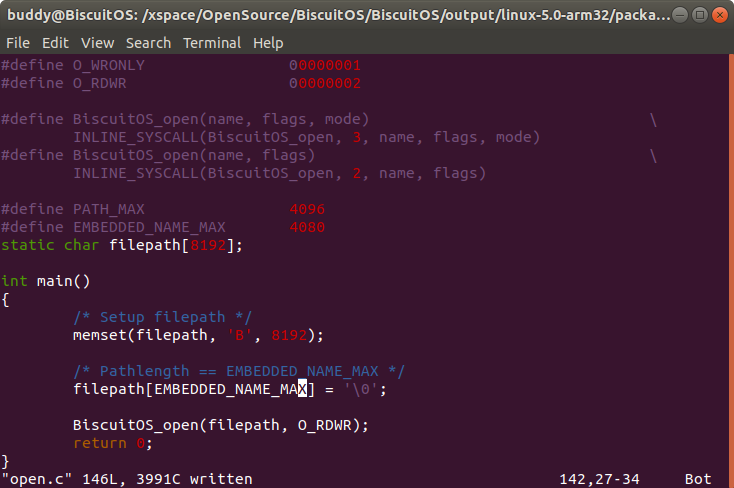 buddy@BiscuitOS: /xspace/OpenSource/BiscuitOS/BiscuitOS/output/linux-5.0-arm32/packa...
File Edit View Search Terminal Help
#define O_WRONLY                00000001
#define O_RDWR                  00000002
#define BiscuitOS_open(name, flags, mode)                               \
        INLINE_SYSCALL(BiscuitOS_open, 3, name, flags, mode)
#define BiscuitOS_open(name, flags)                                     \
        INLINE_SYSCALL(BiscuitOS_open, 2, name, flags)
#define PATH_MAX                4096
#define EMBEDDED_NAME_MAX       4080
static char filepath[8192];
int main()
{
        /* Setup filepath */
        memset(filepath, 'B', 8192);
        /* Pathlength == EMBEDDED_NAME_MAX */
        filepath[EMBEDDED_NAME_MAX] = '\0';
        BiscuitOS_open(filepath, O_RDWR);
        return 0;
}
"open.c" 146L, 3991C written                                  142,27-34     Bot